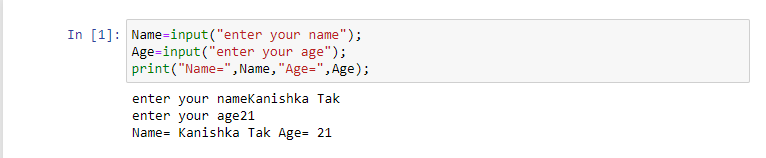 In [1]: Name=input("enter your name");
Age=input("enter your age");
print("Name=",Name,"Age=",Age);
enter your nameKanishka Tak
enter your age21
Name= Kanishka Tak Age= 21